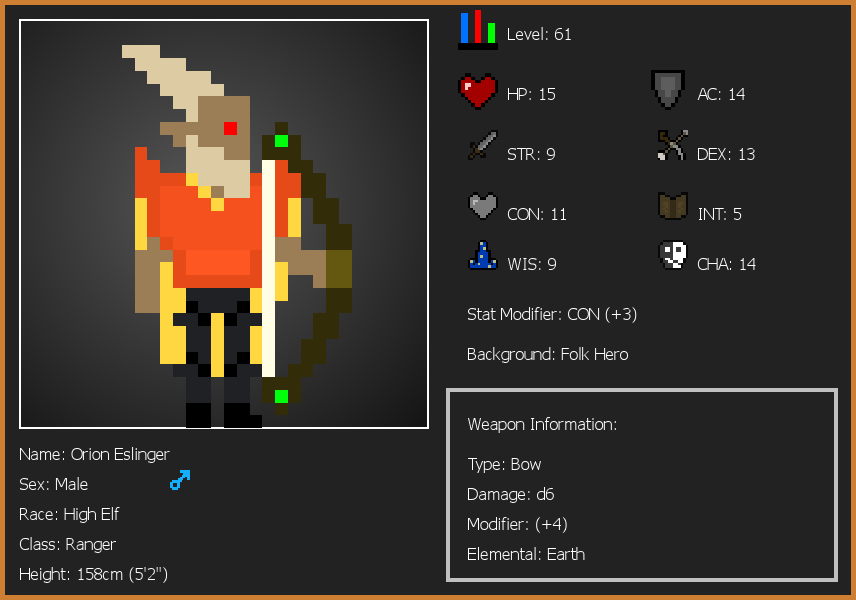 Level: 61
HP: 15
AC: 14
STR: 9
DEX: 13
CON: 11
INT: 5
WIS: 9
CHA: 14
Stat Modifier: CON (+3)
Background: Folk Hero
Weapon Information:
Type: Bow
Damage: d6
Modifier: (+4)
Elemental: Earth
Name: Orion Eslinger
Sex: Male
Race: High Elf
Class: Ranger
Height: 158cm (5'2")